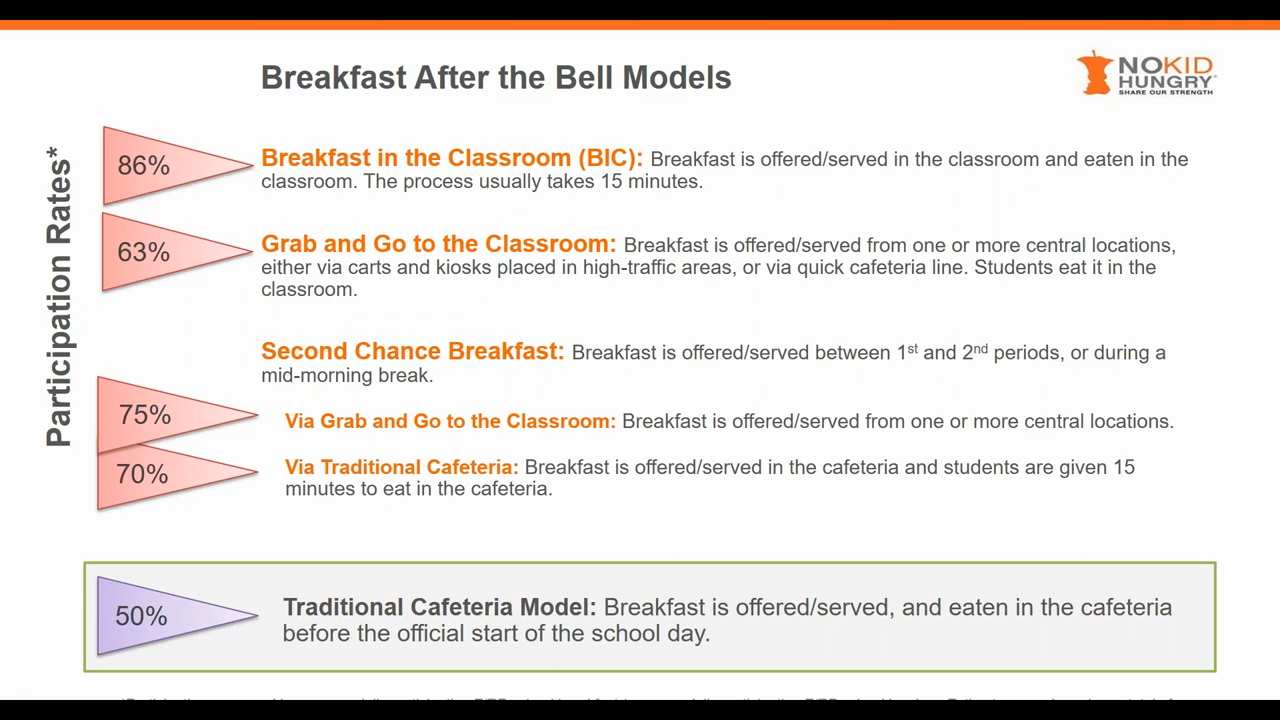 Breakfast After the Bell Models
NOKID
HUNGRY®
SHARE OUR STRENGTH
Participation Rates*
86%
Breakfast in the Classroom (BIC): Breakfast is offered/served in the classroom and eaten in the
classroom. The process usually takes 15 minutes.
63%
Grab and Go to the Classroom: Breakfast is offered/served from one or more central locations,
either via carts and kiosks placed in high-traffic areas, or via quick cafeteria line. Students eat it in the
classroom.
Second Chance Breakfast: Breakfast is offered/served between 1st and 2nd periods, or during a
mid-morning break.
75%
Via Grab and Go to the Classroom: Breakfast is offered/served from one or more central locations.
70%
Via Traditional Cafeteria: Breakfast is offered/served in the cafeteria and students are given 15
minutes to eat in the cafeteria.
50%
Traditional Cafeteria Model: Breakfast is offered/served, and eaten in the cafeteria
before the official start of the school day.